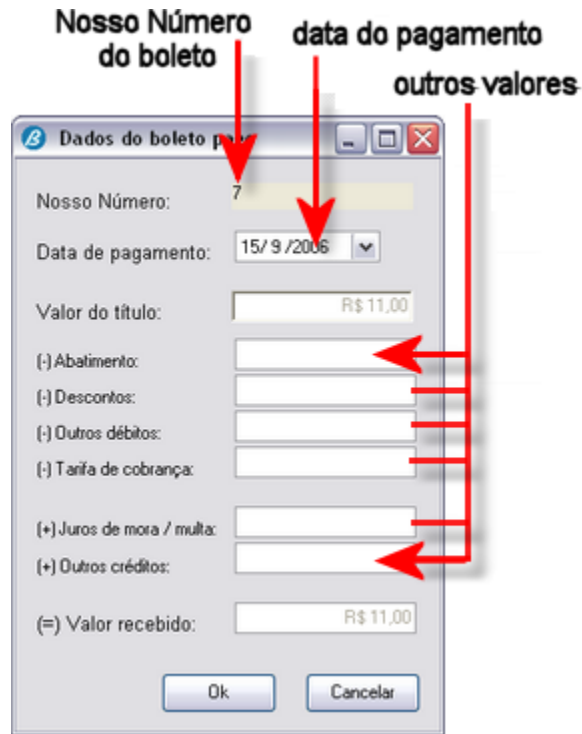 Nosso Número
do boleto
data do pagamento
outros valores
Dados do boleto
Nosso Número:
7
Data de pagamento:
15/ 9 /2006
Valor do título:
R$ 11,00
(-) Abatimento:
(-) Descontos:
(-) Outros débitos:
(-) Tarifa de cobrança:
(+) Juros de mora / multa:
(+) Outros créditos:
(=) Valor recebido:
R$ 11,00
Ok
Cancelar